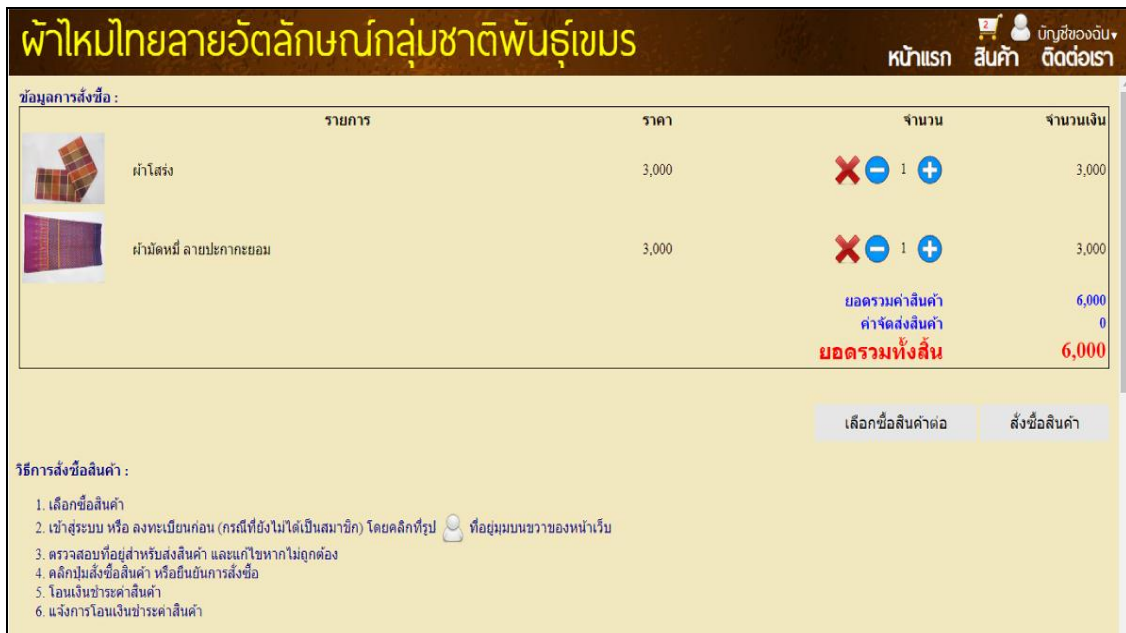 ผ้าไหมไทยลายอัตลักษณ์กลุ่มชาติพันธุ์เขมร
2 บัญชีของฉัน
หน้าแรก สินค้า ติดต่อเรา
ข้อมูลการสั่งซื้อ :
รายการ ราคา จำนวน จำนวนเงิน
ผ้าโสร่ง 3,000 1 3,000
ผ้ามัดหมี่ ลายปะกากะยอม 3,000 1 3,000
ยอดรวมค่าสินค้า 6,000
ค่าจัดส่งสินค้า 0
ยอดรวมทั้งสิ้น 6,000
เลือกซื้อสินค้าต่อ สั่งซื้อสินค้า
วิธีการสั่งซื้อสินค้า :
1. เลือกซื้อสินค้า
2. เข้าสู่ระบบ หรือ ลงทะเบียนก่อน (กรณีที่ยังไม่ได้เป็นสมาชิก) โดยคลิกที่รูป ที่อยู่มุมบนขวาของหน้าเว็บ
3. ตรวจสอบที่อยู่สำหรับส่งสินค้า และแก้ไขหากไม่ถูกต้อง
4. คลิกปุ่มสั่งซื้อสินค้า หรือยืนยันการสั่งซื้อ
5. โอนเงินชำระค่าสินค้า
6. แจ้งการโอนเงินชำระค่าสินค้า